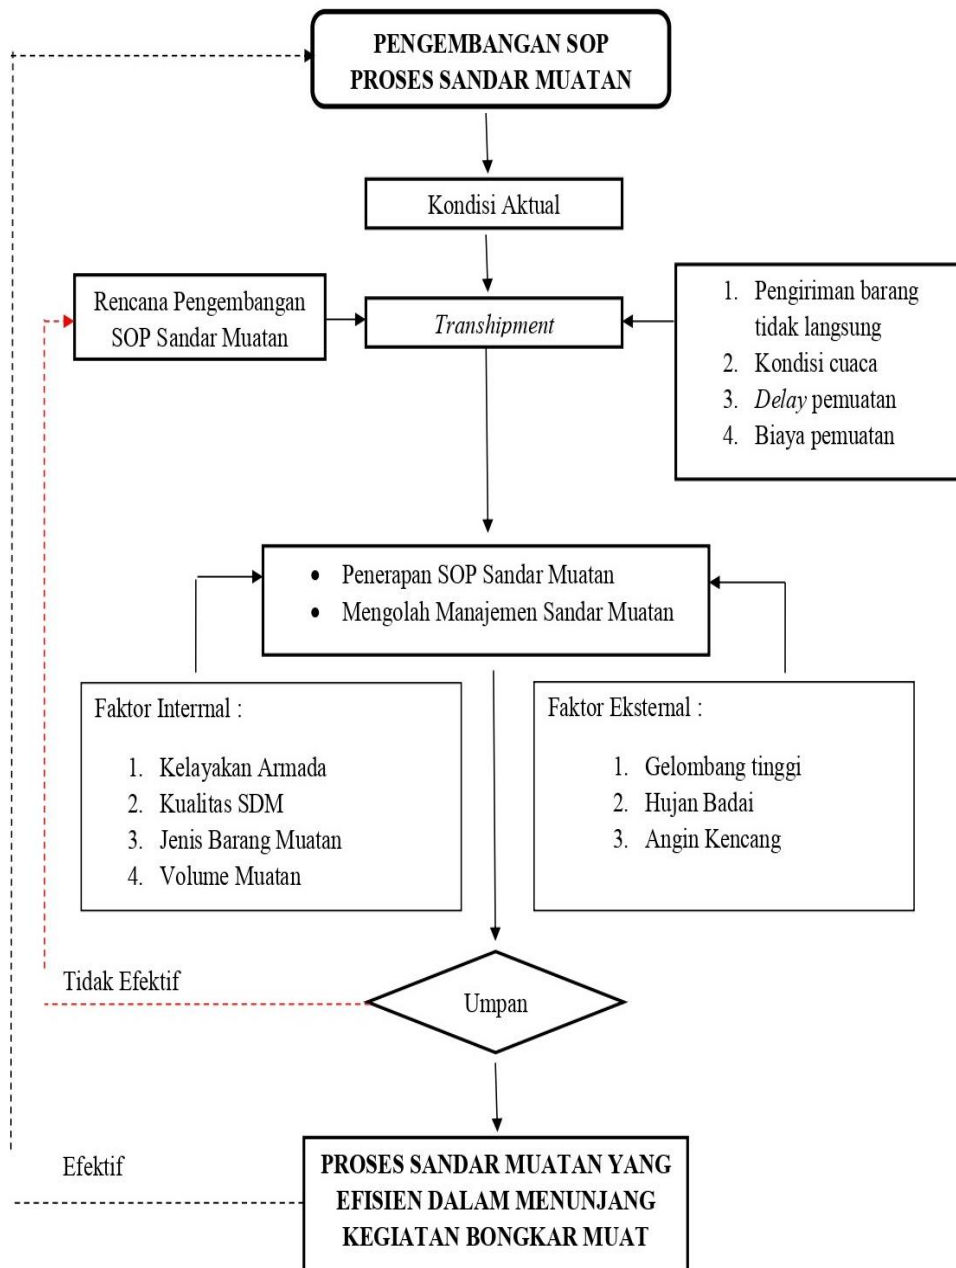 PENGEMBANGAN SOP
PROSES SANDAR MUATAN
Kondisi Aktual
Rencana Pengembangan
SOP Sandar Muatan
Transhipment
1. Pengiriman barang
tidak langsung
2. Kondisi cuaca
3. Delay pemuatan
4. Biaya pemuatan
• Penerapan SOP Sandar Muatan
• Mengolah Manajemen Sandar Muatan
Faktor Interrnal :
1. Kelayakan Armada
2. Kualitas SDM
3. Jenis Barang Muatan
4. Volume Muatan
Faktor Eksternal :
1. Gelombang tinggi
2. Hujan Badai
3. Angin Kencang
Tidak Efektif
Umpan
Efektif
PROSES SANDAR MUATAN YANG
EFISIEN DALAM MENUNJANG
KEGIATAN BONGKAR MUAT